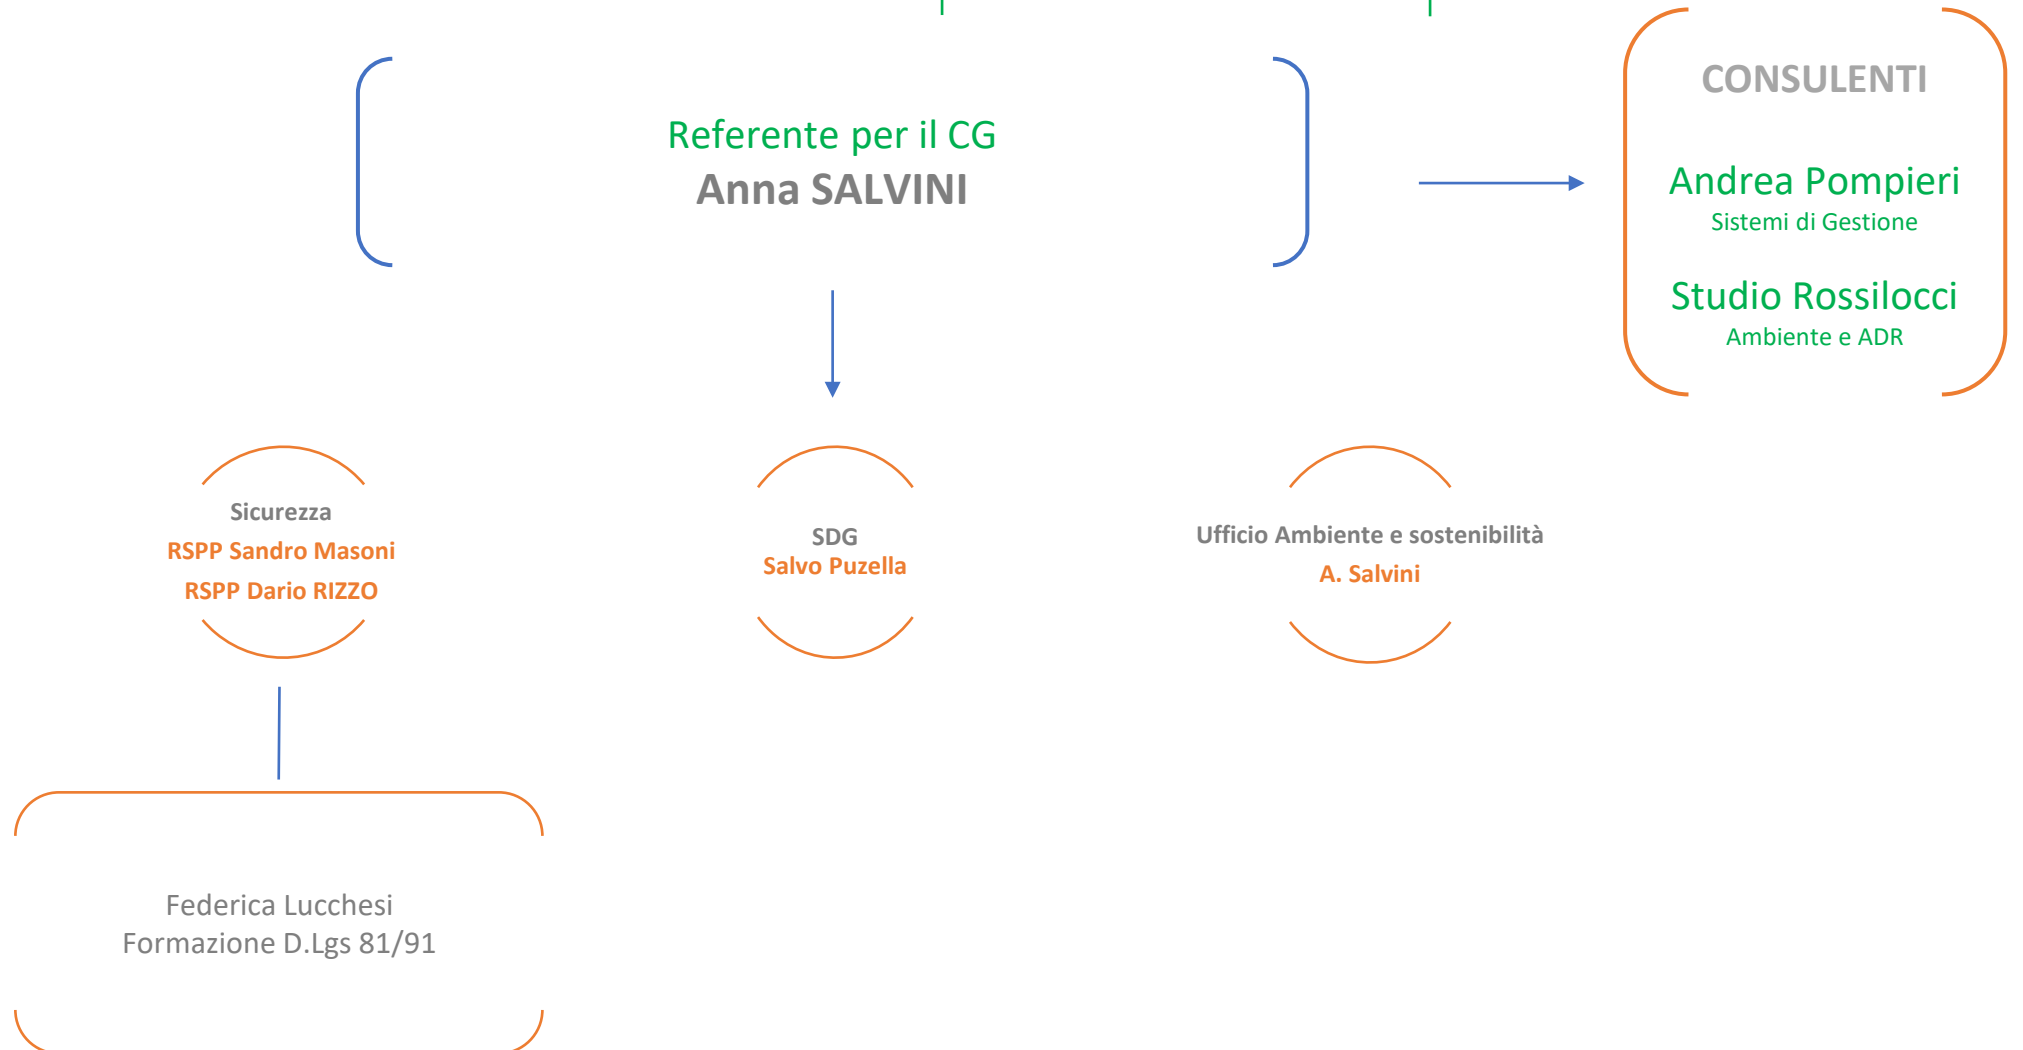 Referente per il CG
Anna SALVINI
CONSULENTI
Andrea Pompieri
Sistemi di Gestione
Studio Rossilocci
Ambiente e ADR
Sicurezza
RSPP Sandro Masoni
RSPP Dario RIZZO
SDG
Salvo Puzella
Ufficio Ambiente e sostenibilità
A. Salvini
Federica Lucchesi
Formazione D.Lgs 81/91